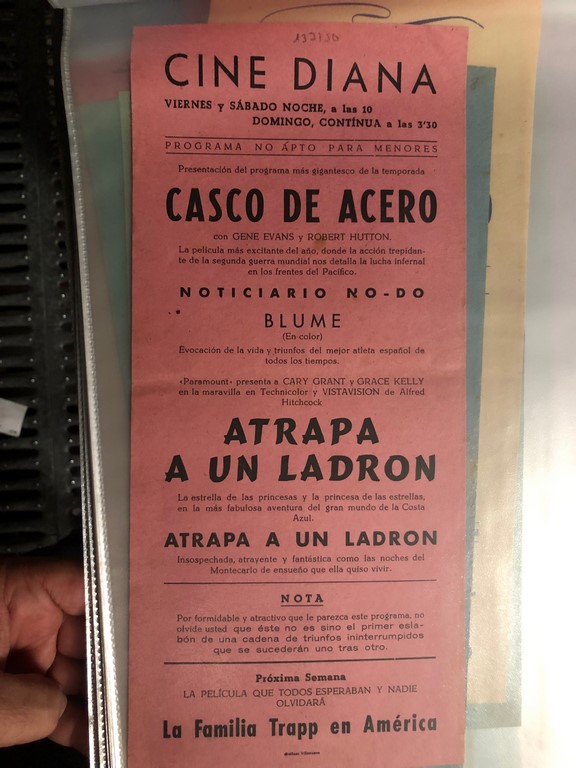 137/50
CINE DIANA
VIERNES y SÁBADO NOCHE, a las 10
DOMINGO, CONTÍNUA a las 3'30
PROGRAMA NO APTO PARA MENORES
Presentación del programa más gigantesco de la temporada
CASCO DE ACERO
con GENE EVANS y ROBERT HUTTON.
La película más excitante del año, donde la acción trepidan-
te de la segunda guerra mundial nos detalla la lucha infernal
en los frentes del Pacífico.
NOTICIARIO NO-DO
BLUME
(En color)
Evocación de la vida y triunfos del mejor atleta español de
todos los tiempos.
«Paramount» presenta a CARY GRANT y GRACE KELLY
en la maravilla en Technicolor y VISTAVISION de Alfred
Hitchcock
ATRAPA
A UN LADRON
La estrella de las princesas y la princesa de las estrellas,
en la más fabulosa aventura del gran mundo de la Costa
Azul.
ATRAPA A UN LADRON
Insospechada, atrayente y fantástica como las noches del
Montecarlo de ensueño que ella quiso vivir.
NOTA
Por formidable y atractivo que le parezca este programa, no
olvide usted que éste no es sino el primer esla-
bón de una cadena de triunfos ininterrumpidos
que se sucederán uno tras otro.
Próxima Semana
LA PELÍCULA QUE TODOS ESPERABAN Y NADIE
OLVIDARÁ
La Familia Trapp en América